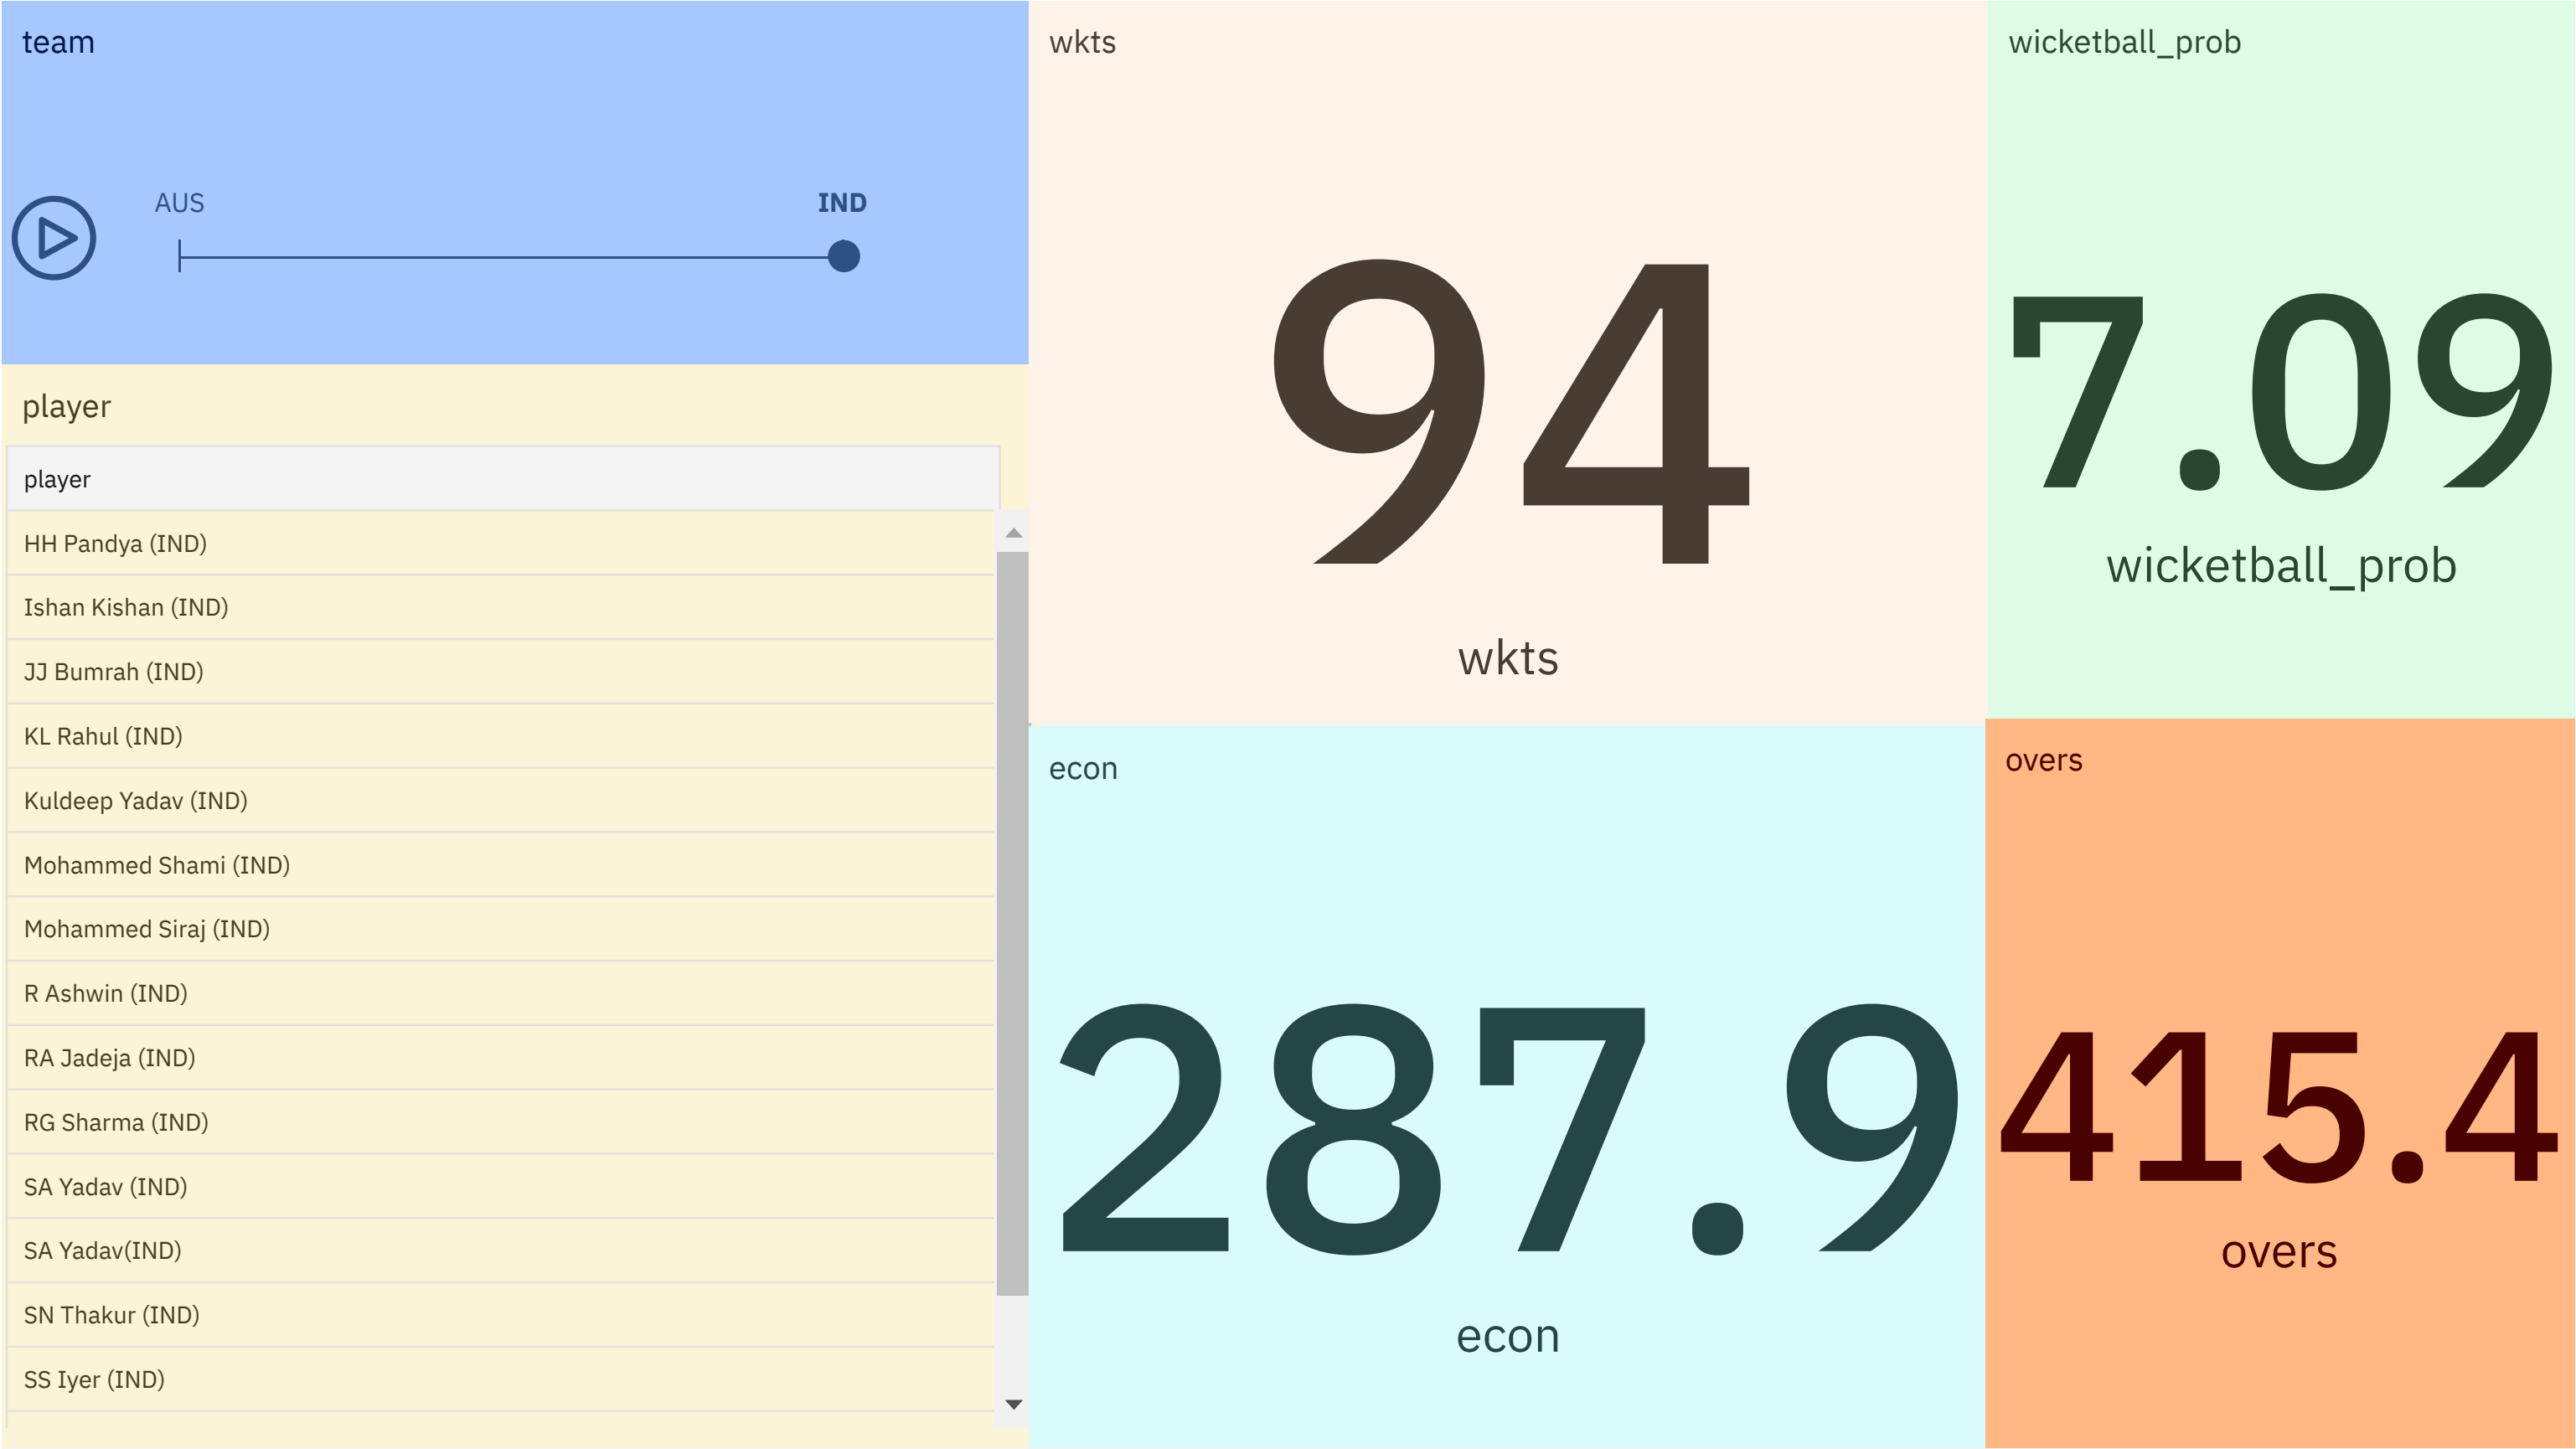 team
AUS
IND
player
player
HH Pandya (IND)
Ishan Kishan (IND)
JJ Bumrah (IND)
KL Rahul (IND)
Kuldeep Yadav (IND)
Mohammed Shami (IND)
Mohammed Siraj (IND)
R Ashwin (IND)
RA Jadeja (IND)
RG Sharma (IND)
SA Yadav (IND)
SA Yadav(IND)
SN Thakur (IND)
SS Iyer (IND)
wkts
94
wkts
wicketball_prob
7.09
wicketball_prob
econ
287.9
econ
overs
415.4
overs